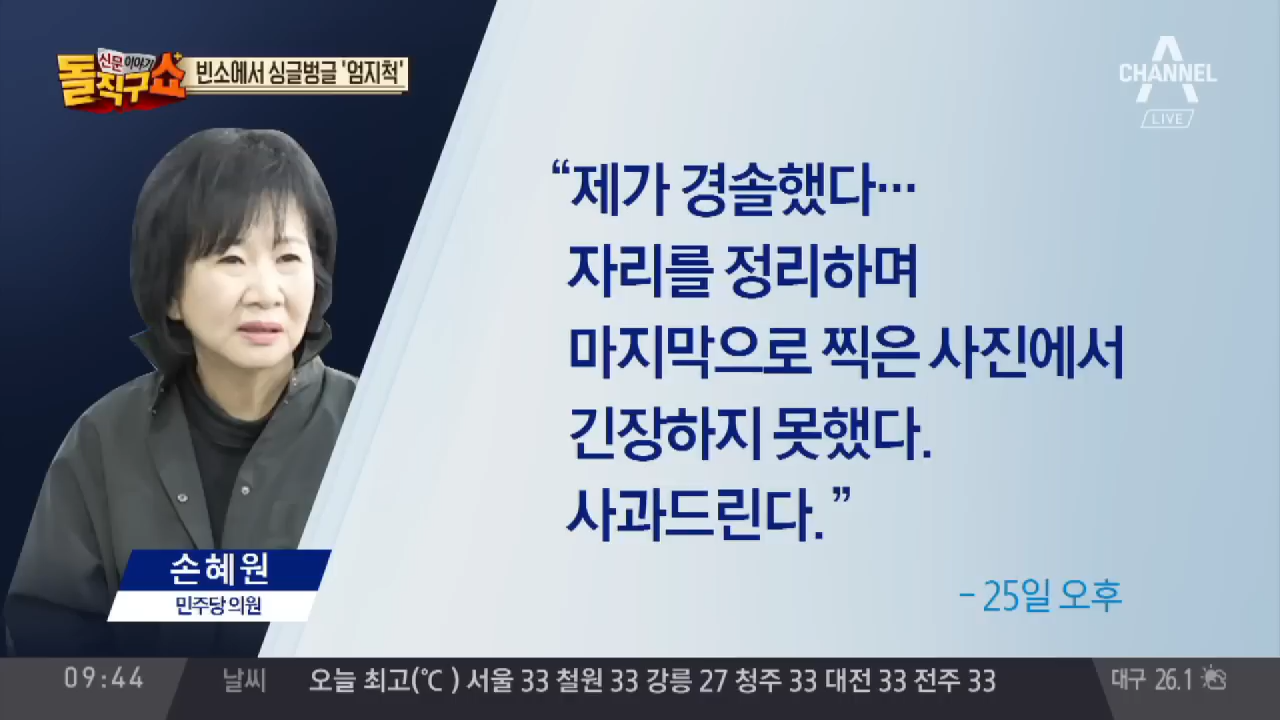 신문이야기
돌직구쇼+
빈소에서 싱글벙글 '엄지척'
CHANNEL A
LIVE
“제가 경솔했다…
자리를 정리하며
마지막으로 찍은 사진에서
긴장하지 못했다.
사과드린다.”
- 25일 오후
손혜원
민주당 의원
09:44 날씨 오늘 최고(℃) 서울 33 철원 33 강릉 27 청주 33 대전 33 전주 33 대구 26.1